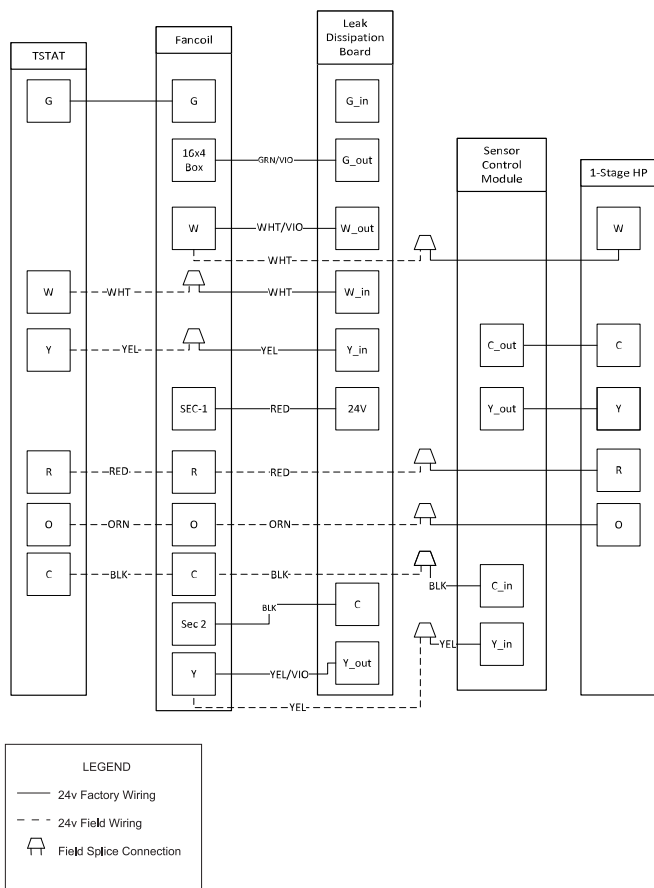 Leak
Dissipation
Board
Fancoil
TSTAT
G
G
G_in
16x4
Box
GRN/VIO
G_out
Sensor
Control
Module
1-Stage HP
W
WHT/VIO
W_out
W
WHT
W
WHT
WHT
W_in
Y
YEL
YEL
Y_in
C_out
C
SEC-1
RED
24V
Y_out
Y
R
RED
R
RED
R
O
ORN
O
ORN
O
C
BLK
C
BLK
BLK
C_in
Sec 2
BLK
C
YEL
Y_in
Y
YEL/VIO
Y_out
YEL
LEGEND
24v Factory Wiring
24v Field Wiring
Field Splice Connection